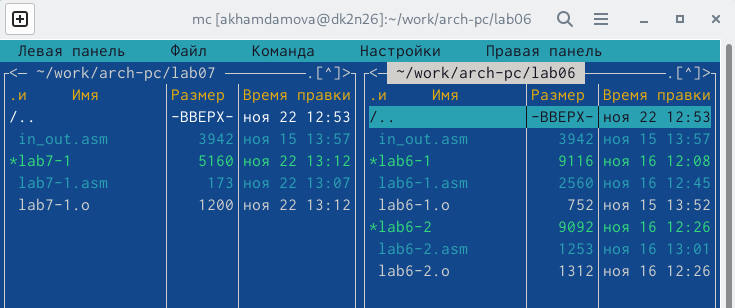 mc [akhamdamova@dk2n26]:~/work/arch-pc/lab06
Левая панель Файл Команда Настройки Правая панель
<— ~/work/arch-pc/lab07 .[^]> <— ~/work/arch-pc/lab06 .[^]>
.и Имя Размер Время правки .и Имя Размер Время правки
/.. -ВВЕРХ- ноя 22 12:53 /.. -ВВЕРХ- ноя 22 12:53
in_out.asm 3942 ноя 15 13:57 in_out.asm 3942 ноя 15 13:57
*lab7-1 5160 ноя 22 13:12 *lab6-1 9116 ноя 16 12:08
lab7-1.asm 173 ноя 22 13:07 lab6-1.asm 2560 ноя 16 12:45
lab7-1.o 1200 ноя 22 13:12 lab6-1.o 752 ноя 15 13:52
*lab6-2 9092 ноя 16 12:26
lab6-2.asm 1253 ноя 16 13:01
lab6-2.o 1312 ноя 16 12:26